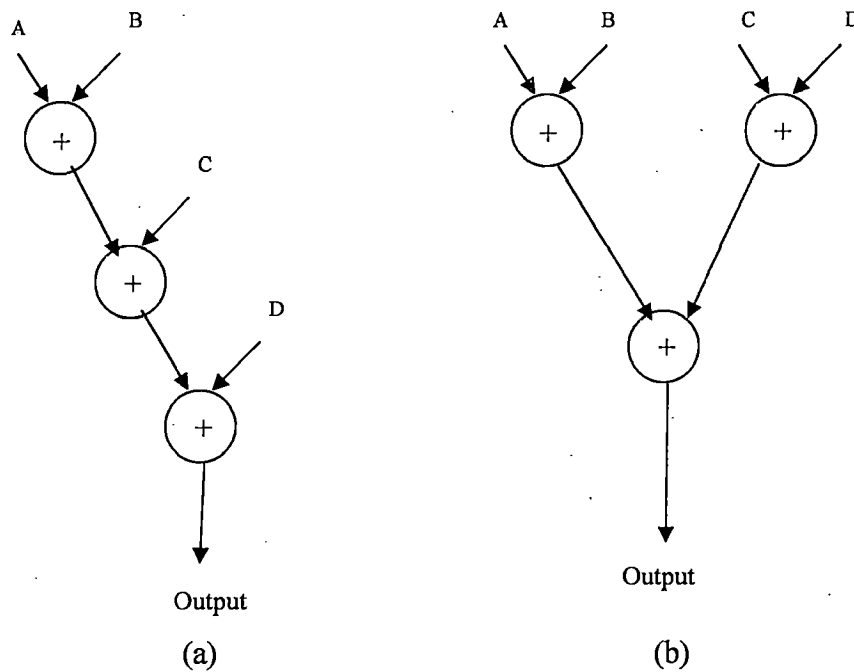 A B
+
C
+
D
+
Output
(a)
A B C D
+ +
+
Output
(b)